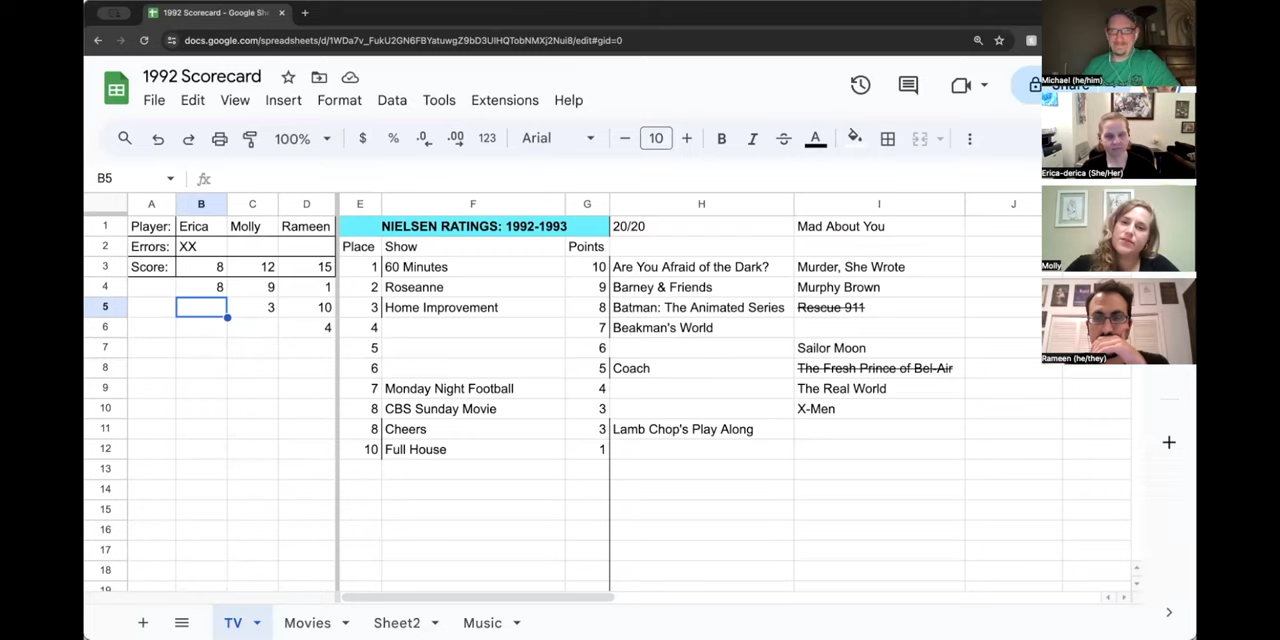 1992 Scorecard - Google She
docs.google.com/spreadsheets/d/1WDa7v_FukU2GN6FBYatuwgZ9bD3UIHQTobNMXj2Nui8/edit#gid=0
1992 Scorecard
File Edit View Insert Format Data Tools Extensions Help
100% $ % .0 .00 123 Arial 10 B I A
B5 fx
A B C D E F G H I J
1 Player: Erica Molly Rameen NIELSEN RATINGS: 1992-1993 20/20 Mad About You
2 Errors: XX Place Show Points
3 Score: 8 12 15 1 60 Minutes 10 Are You Afraid of the Dark? Murder, She Wrote
4 8 9 1 2 Roseanne 9 Barney & Friends Murphy Brown
5 3 10 3 Home Improvement 8 Batman: The Animated Series Rescue 911
6 4 4 7 Beakman's World
7 5 6 Sailor Moon
8 6 5 Coach The Fresh Prince of Bel-Air
9 7 Monday Night Football 4 The Real World
10 8 CBS Sunday Movie 3 X-Men
11 8 Cheers 3 Lamb Chop's Play Along
12 10 Full House 1
13
14
15
16
17
18
19
TV Movies Sheet2 Music
Michael (he/him)
Erica-derica (She/Her)
Molly
Rameen (he/they)